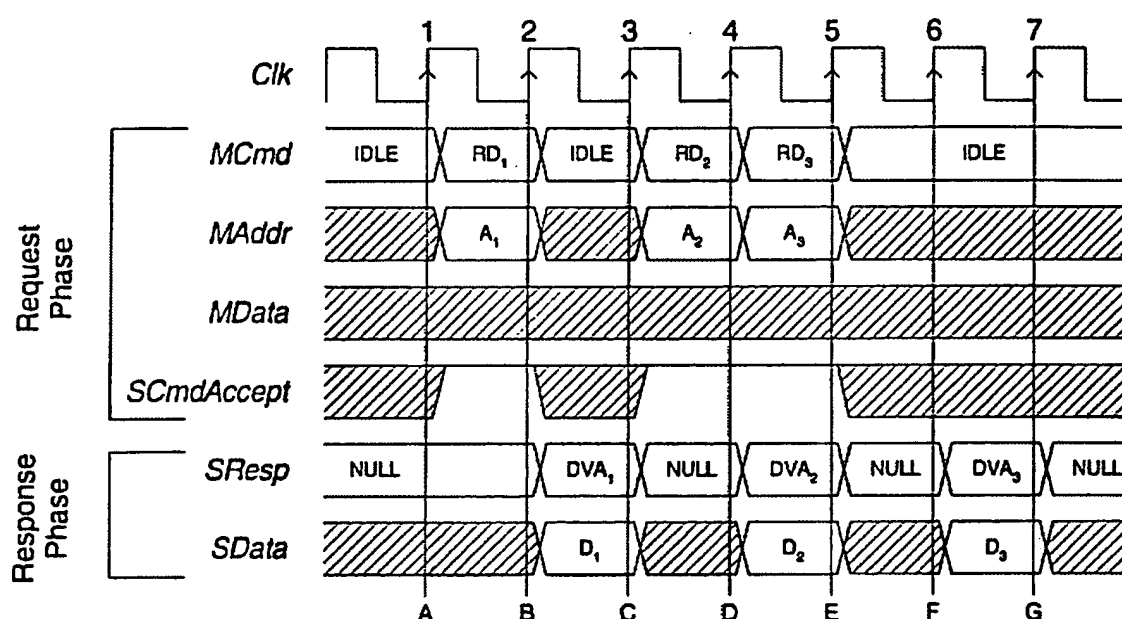 1 2 3 4 5 6 7
Clk
MCmd IDLE RD₁ IDLE RD₂ RD₃ IDLE
MAddr A₁ A₂ A₃
MData
SCmdAccept
Request
Phase
SResp NULL DVA₁ NULL DVA₂ NULL DVA₃ NULL
SData D₁ D₂ D₃
Response
Phase
A B C D E F G